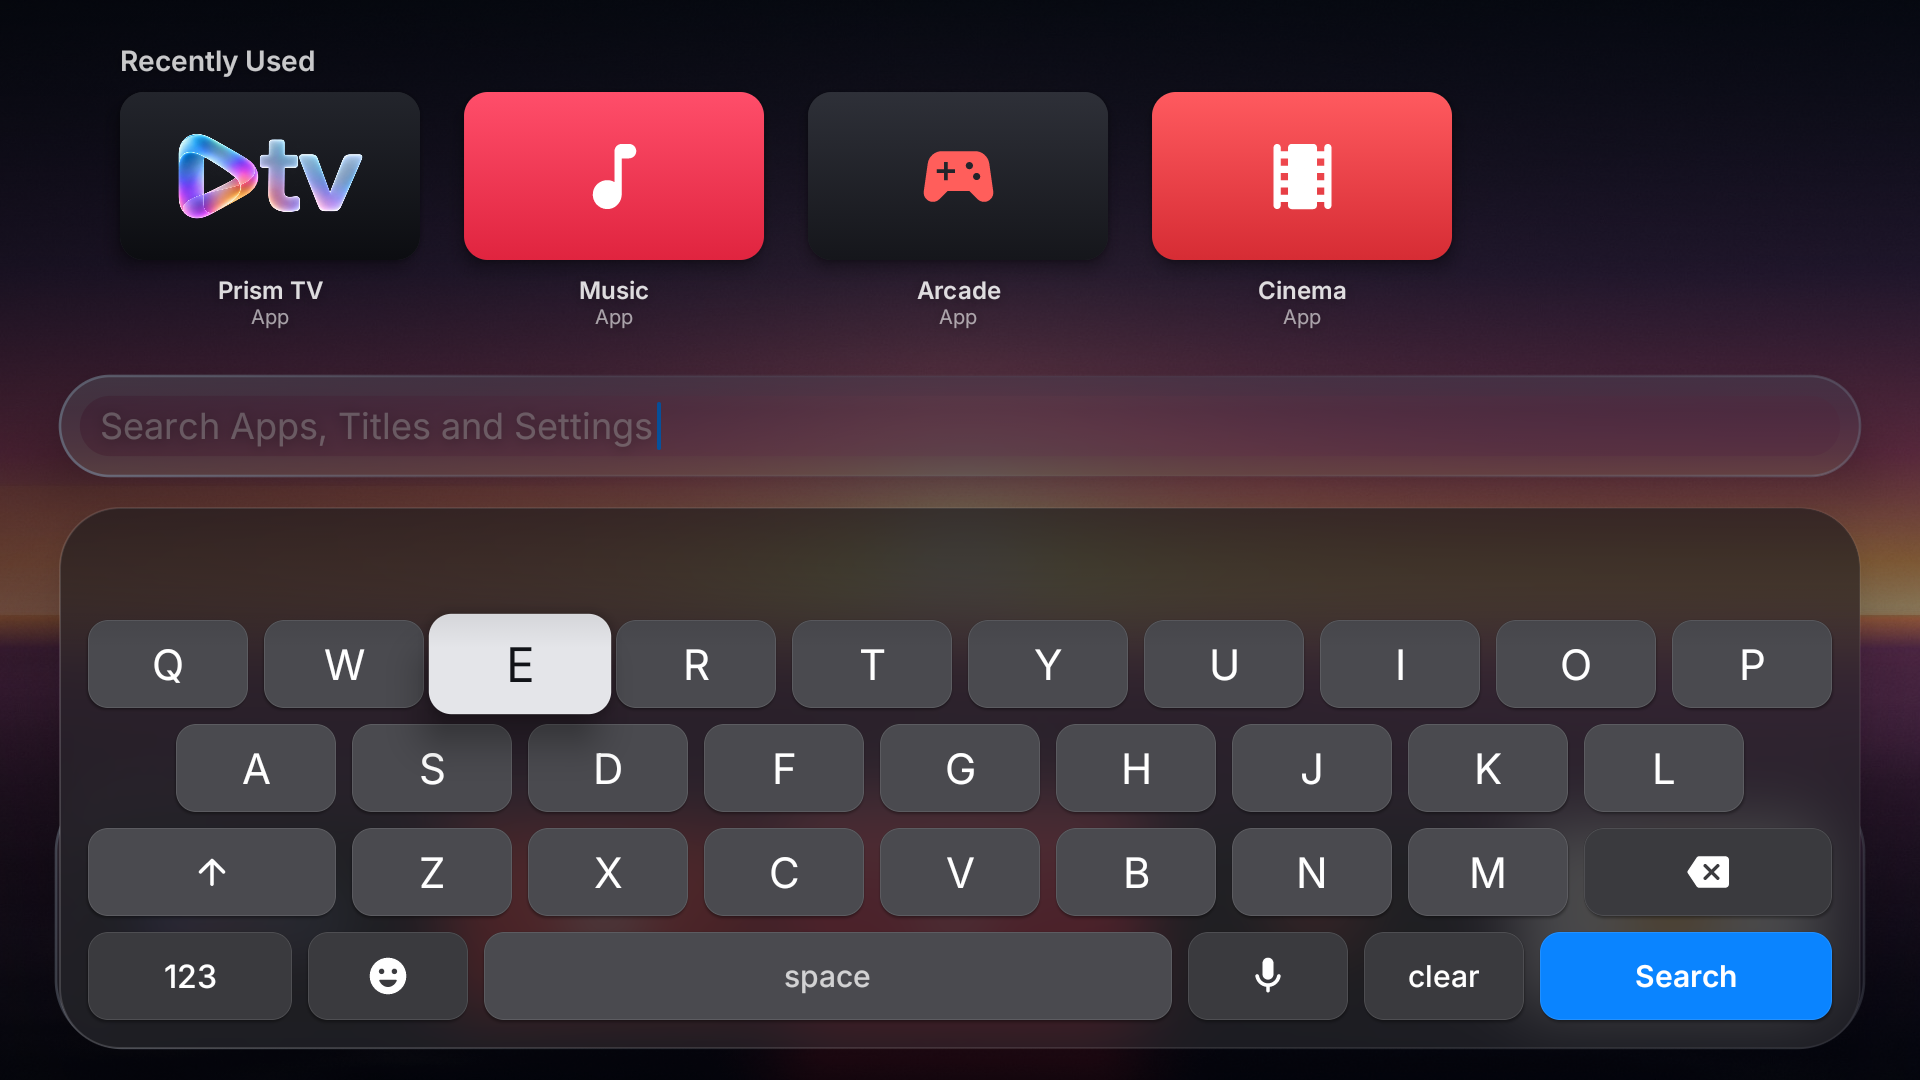 Recently Used
tv
Prism TV
App
Music
App
Arcade
App
Cinema
App
Search Apps, Titles and Settings
Q W E R T Y U I O P
A S D F G H J K L
Z X C V B N M
123 space clear Search